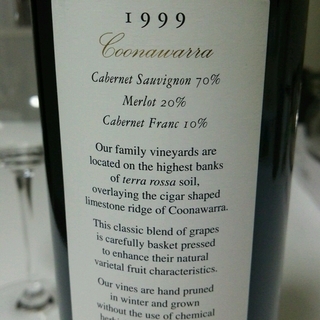 1999
Coonawarra
Cabernet Sauvignon 70%
Merlot 20%
Cabernet Franc 10%
Our family vineyards are
located on the highest banks
of terra rossa soil,
overlaying the cigar shaped
limestone ridge of Coonawarra.
This classic blend of grapes
is carefully basket pressed
to enhance their natural
varietal fruit characteristics.
Our vines are hand pruned
in winter and grown
without the use of chemical